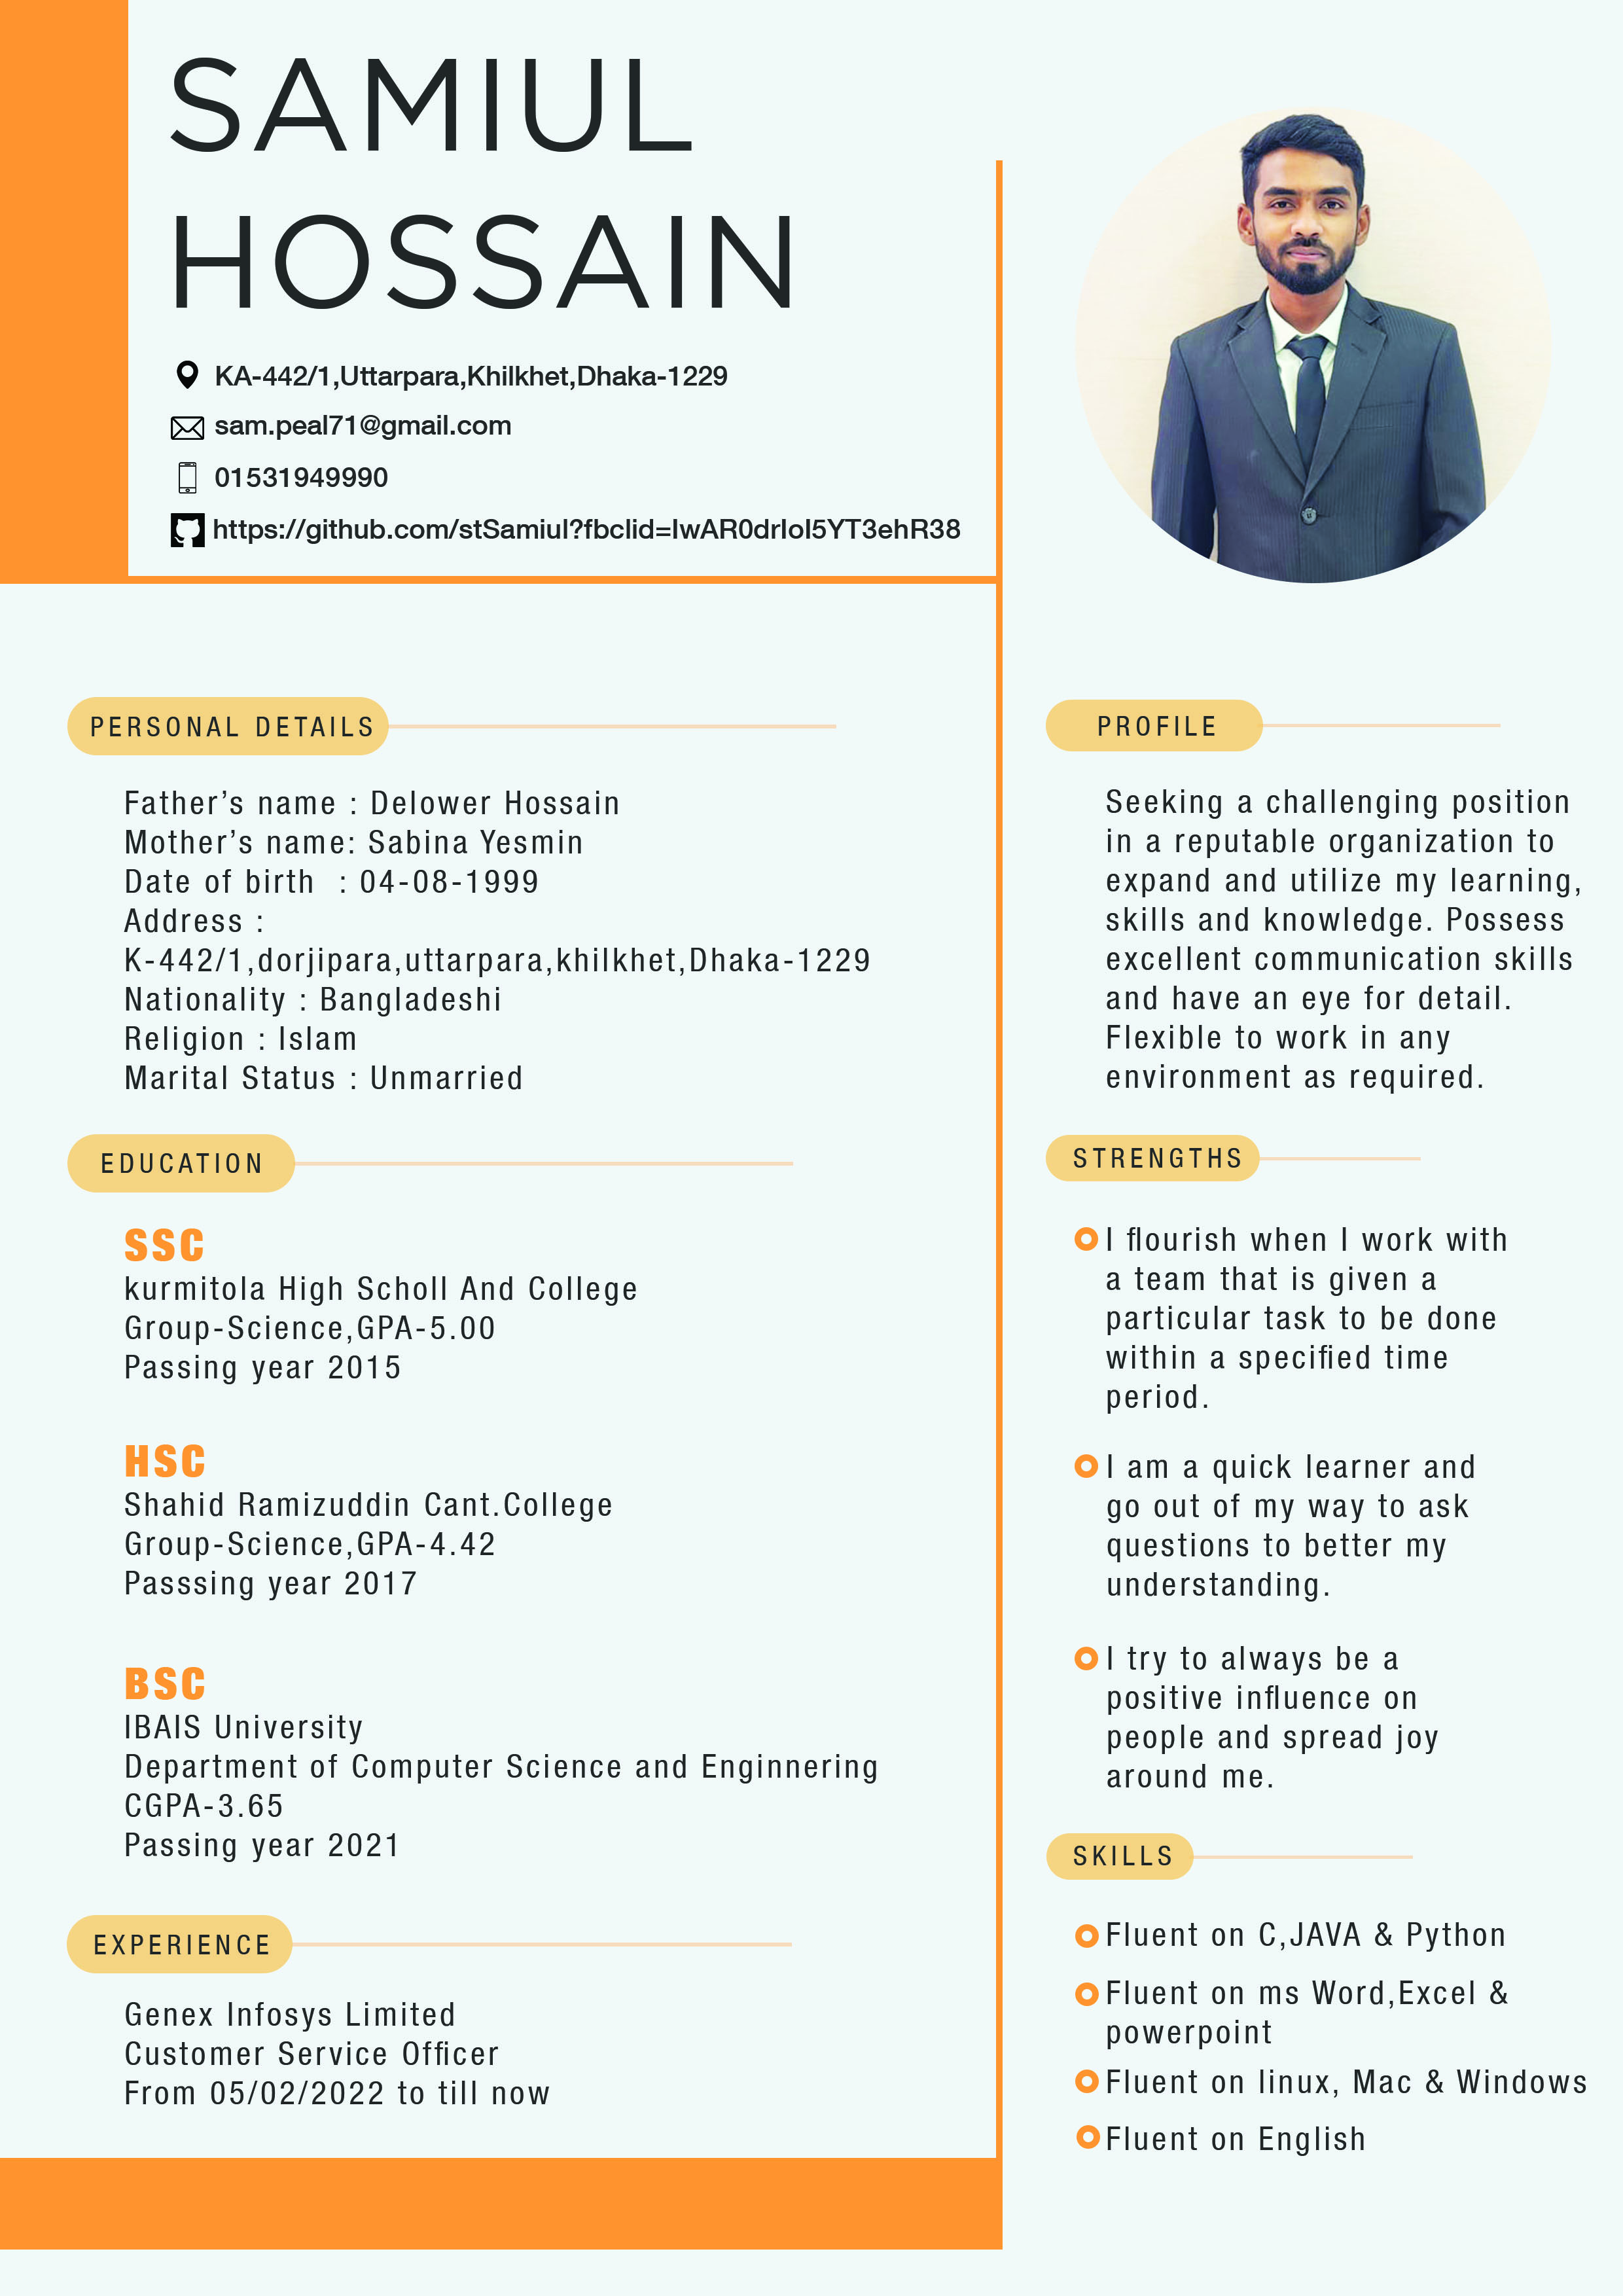 SAMIUL
HOSSAIN
KA-442/1,Uttarpara,Khilkhet,Dhaka-1229
sam.peal71@gmail.com
01531949990
https://github.com/stSamiul?fbclid=IwAR0drIoI5YT3ehR38
PERSONAL DETAILS
Father’s name : Delower Hossain
Mother’s name: Sabina Yesmin
Date of birth  : 04-08-1999
Address :
K-442/1,dorjipara,uttarpara,khilkhet,Dhaka-1229
Nationality : Bangladeshi
Religion : Islam
Marital Status : Unmarried
EDUCATION
SSC
kurmitola High Scholl And College
Group-Science,GPA-5.00
Passing year 2015
HSC
Shahid Ramizuddin Cant.College
Group-Science,GPA-4.42
Passsing year 2017
BSC
IBAIS University
Department of Computer Science and Enginnering
CGPA-3.65
Passing year 2021
EXPERIENCE
Genex Infosys Limited
Customer Service Officer
From 05/02/2022 to till now
PROFILE
Seeking a challenging position
in a reputable organization to
expand and utilize my learning,
skills and knowledge. Possess
excellent communication skills
and have an eye for detail.
Flexible to work in any
environment as required.
STRENGTHS
I flourish when I work with
a team that is given a
particular task to be done
within a specified time
period.
I am a quick learner and
go out of my way to ask
questions to better my
understanding.
I try to always be a
positive influence on
people and spread joy
around me.
SKILLS
Fluent on C,JAVA & Python
Fluent on ms Word,Excel &
powerpoint
Fluent on linux, Mac & Windows
Fluent on English